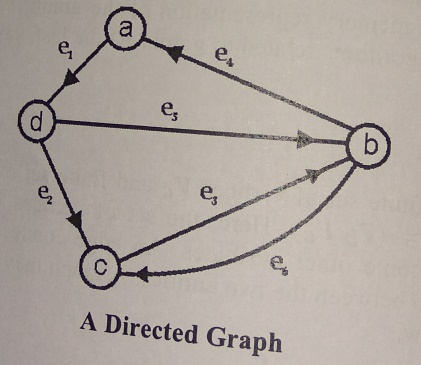 a
e₁
e₄
d
e₅
b
e₂
e₃
c
e₆
A Directed Graph